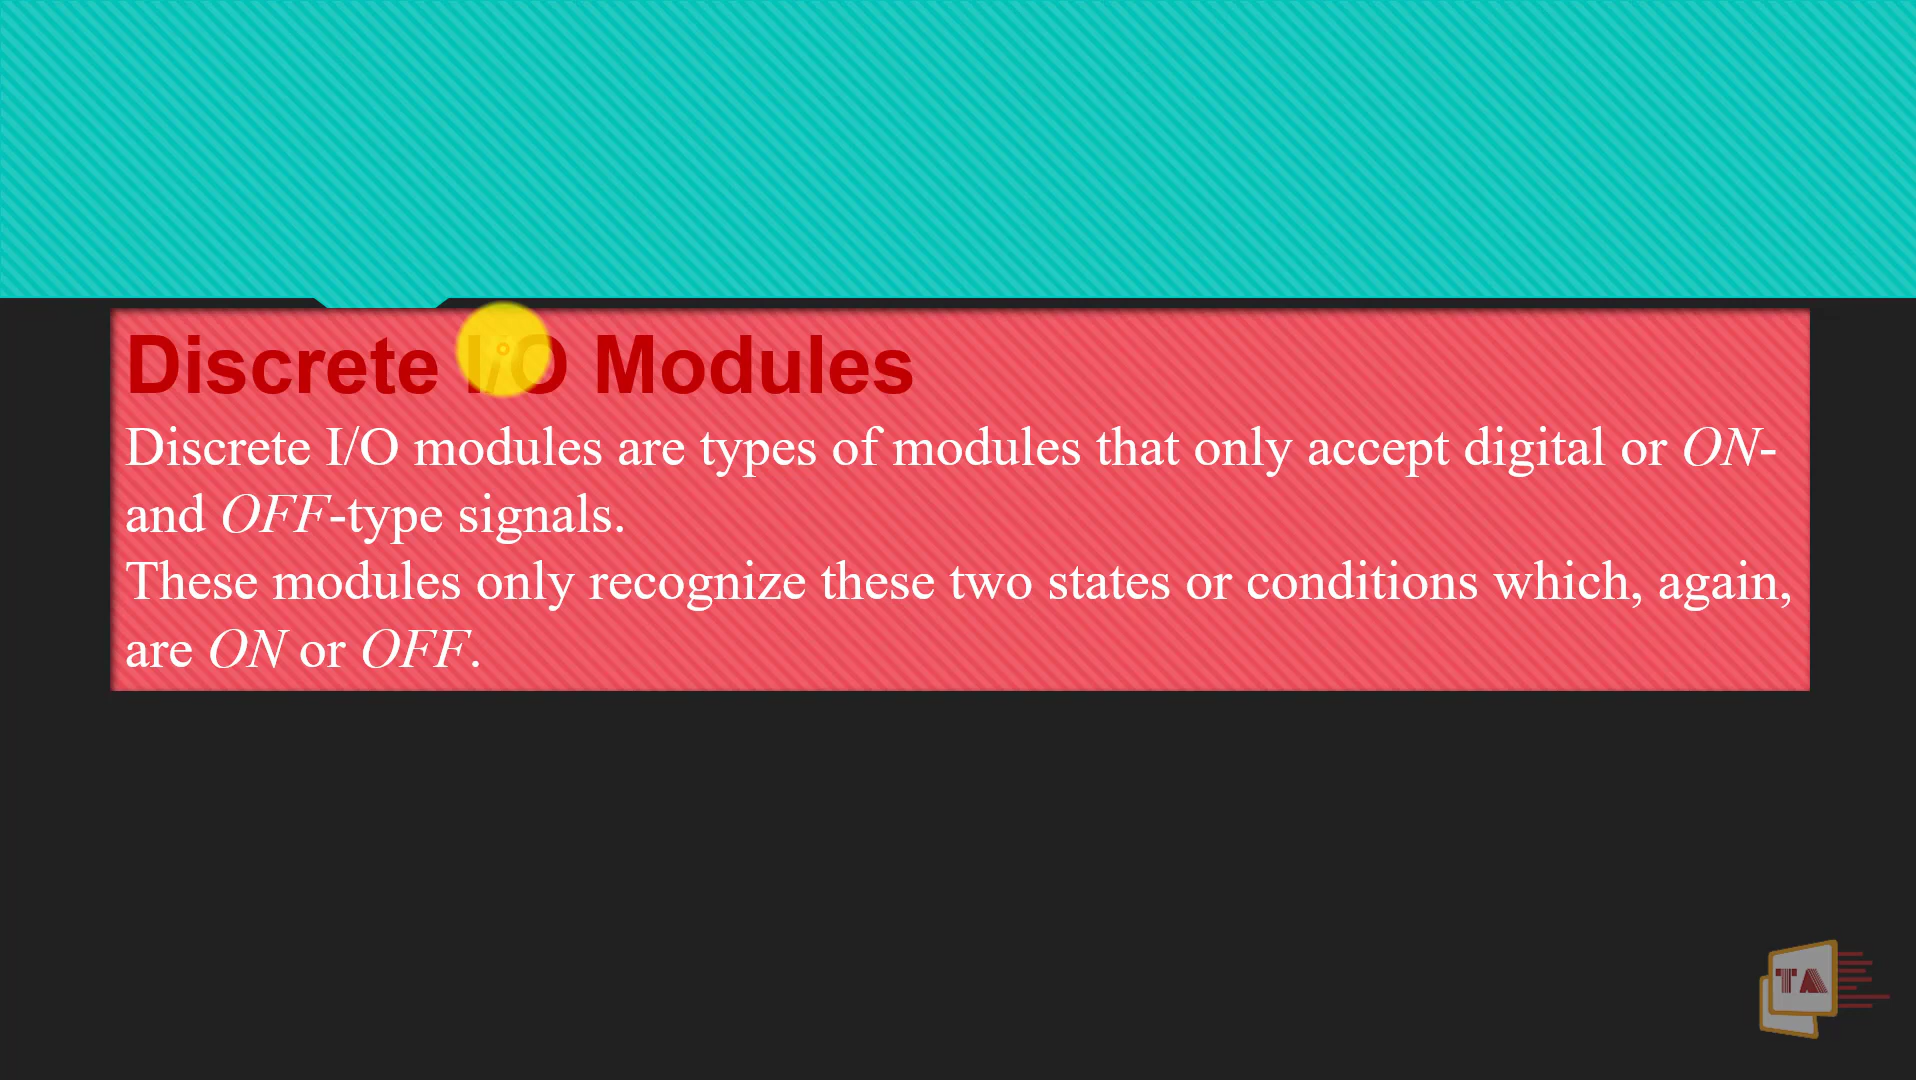 Discrete I/O Modules
Discrete I/O modules are types of modules that only accept digital or ON-
and OFF-type signals.
These modules only recognize these two states or conditions which, again,
are ON or OFF.
TA